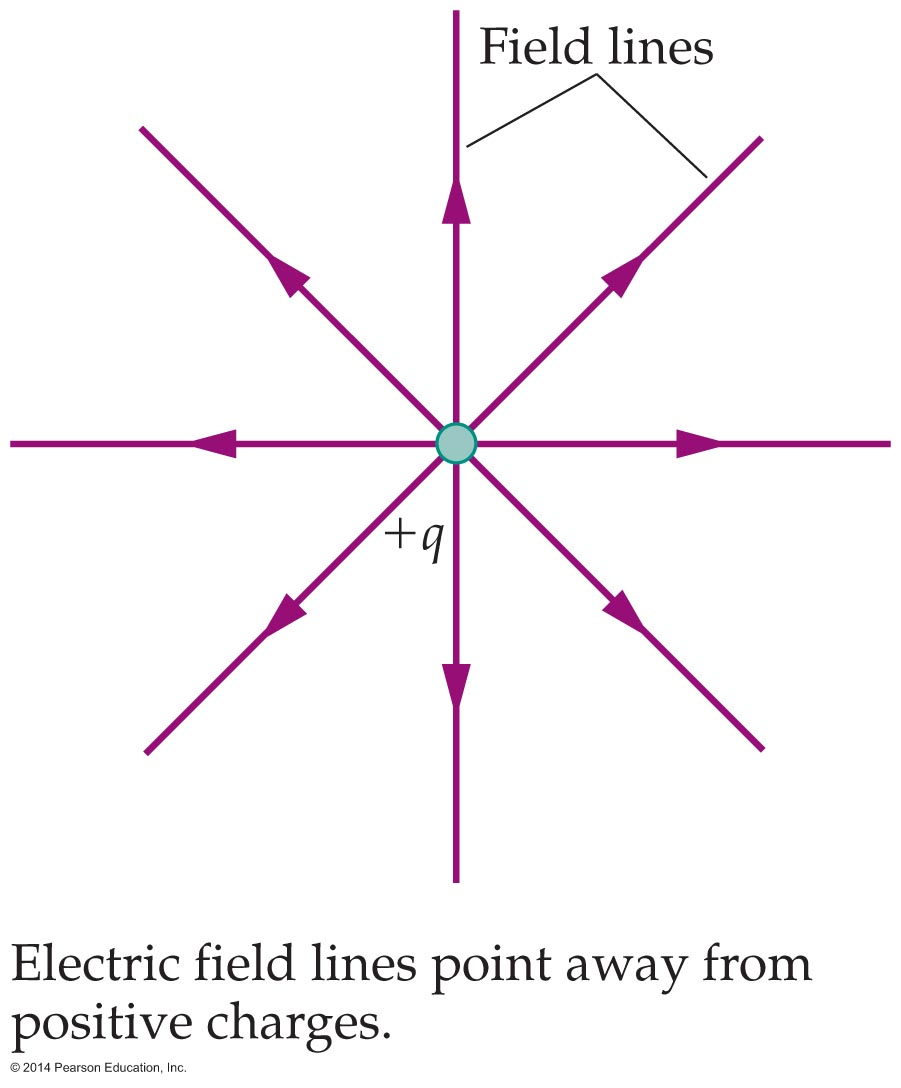 Field lines
+q
Electric field lines point away from
positive charges.
© 2014 Pearson Education, Inc.